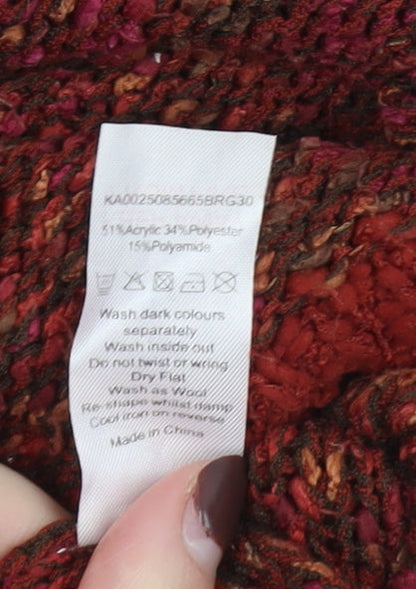 KA0025085665BRG30
51%Acrylic 34%Polyester
15%Polyamide
Wash dark colours
separately
Wash inside out
Do not twist or wring
Dry Flat
Wash as Wool
Re-shape whilst damp
Cool iron on reverse
Made in China